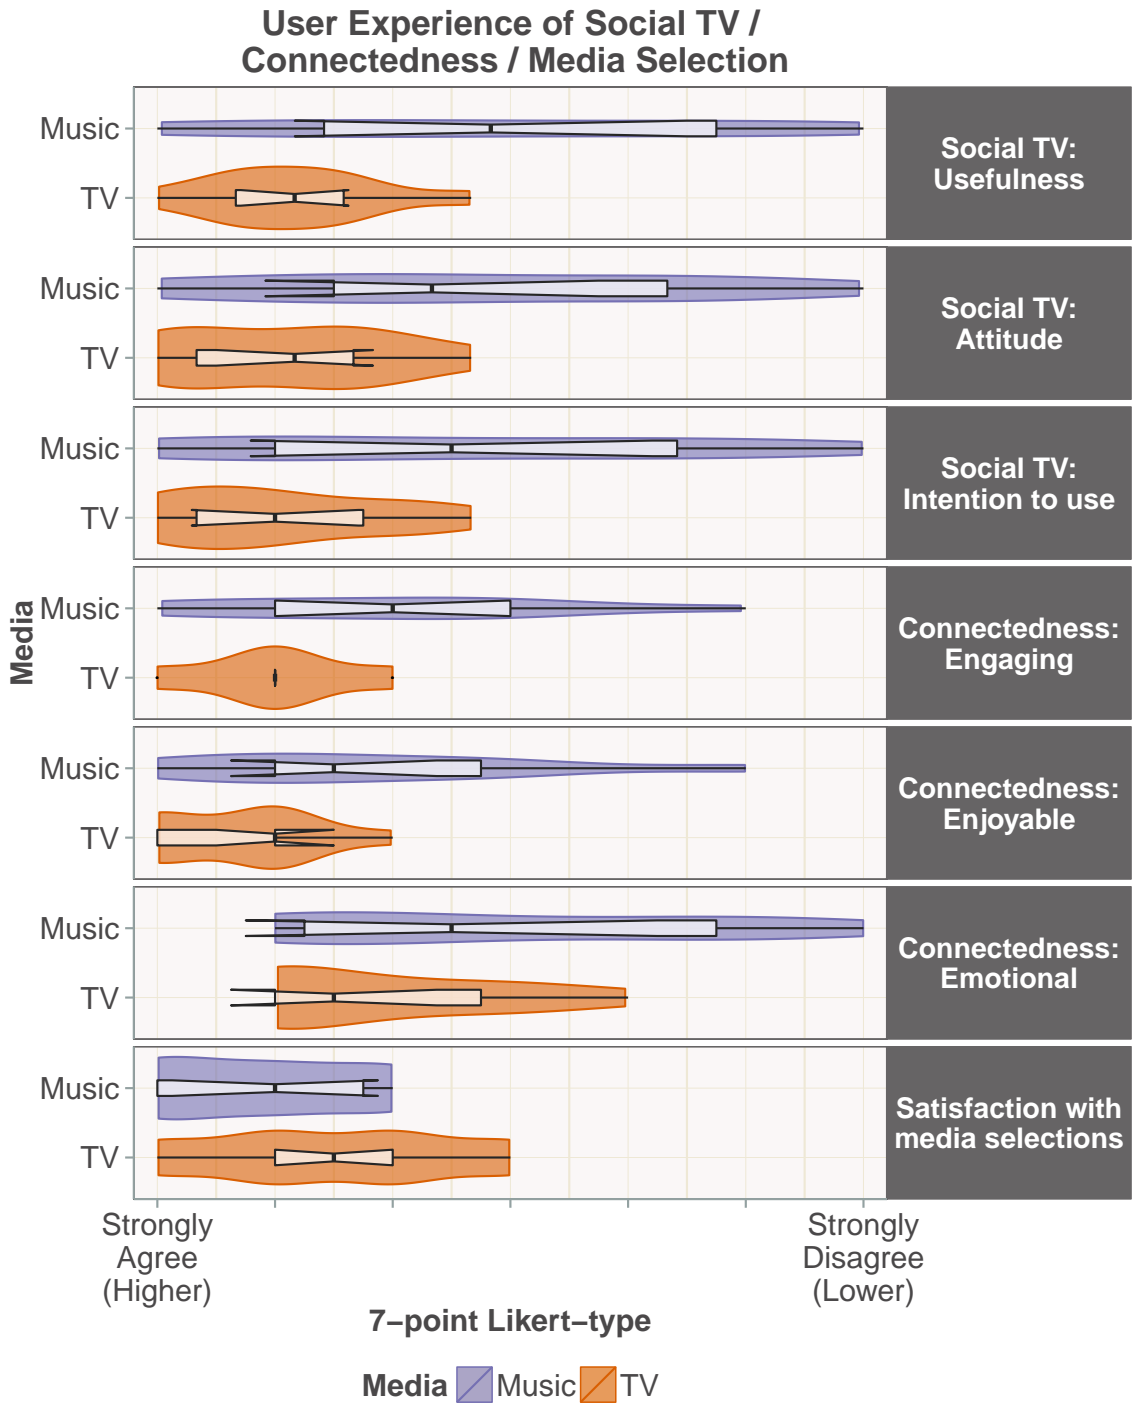 User Experience of Social TV /
Connectedness / Media Selection
Music
TV
Social TV:
Usefulness
Music
TV
Social TV:
Attitude
Music
TV
Social TV:
Intention to use
Media
Music
TV
Connectedness:
Engaging
Music
TV
Connectedness:
Enjoyable
Music
TV
Connectedness:
Emotional
Music
TV
Satisfaction with
media selections
Strongly
Agree
(Higher)
Strongly
Disagree
(Lower)
7−point Likert−type
Media Music TV